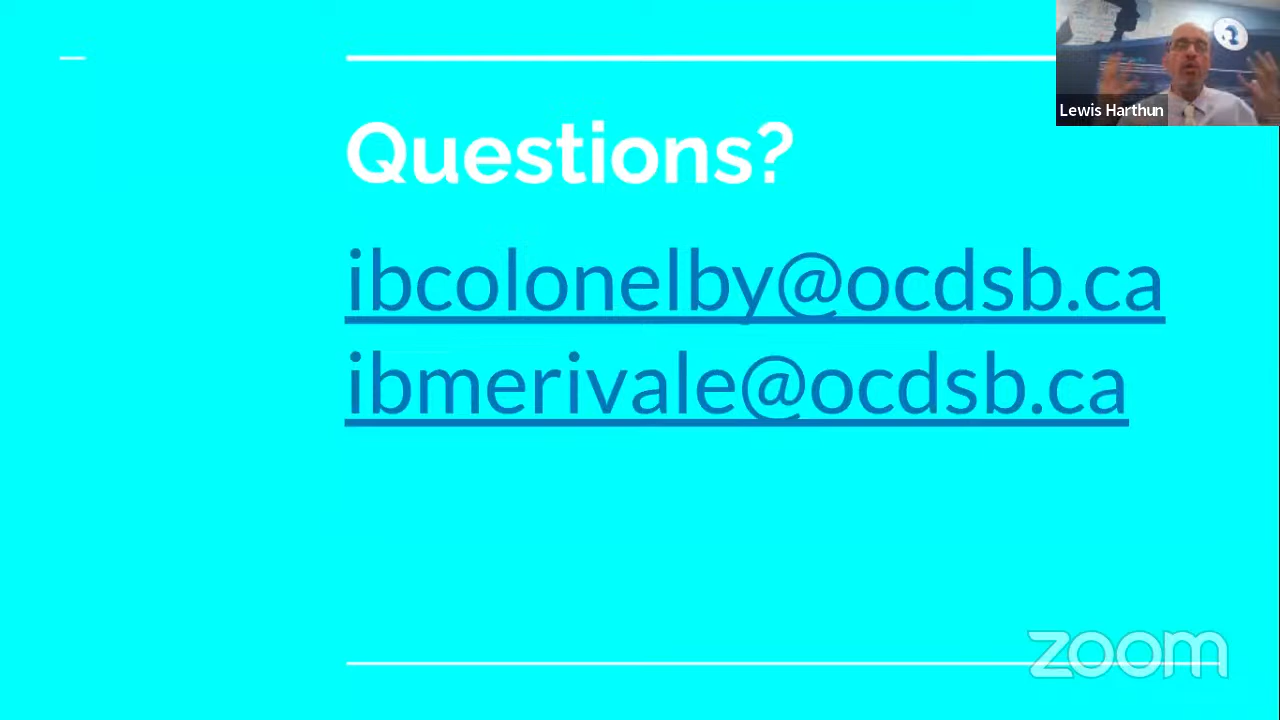 Lewis Harthun
Questions?
ibcolonelby@ocdsb.ca
ibmerivale@ocdsb.ca
zoom